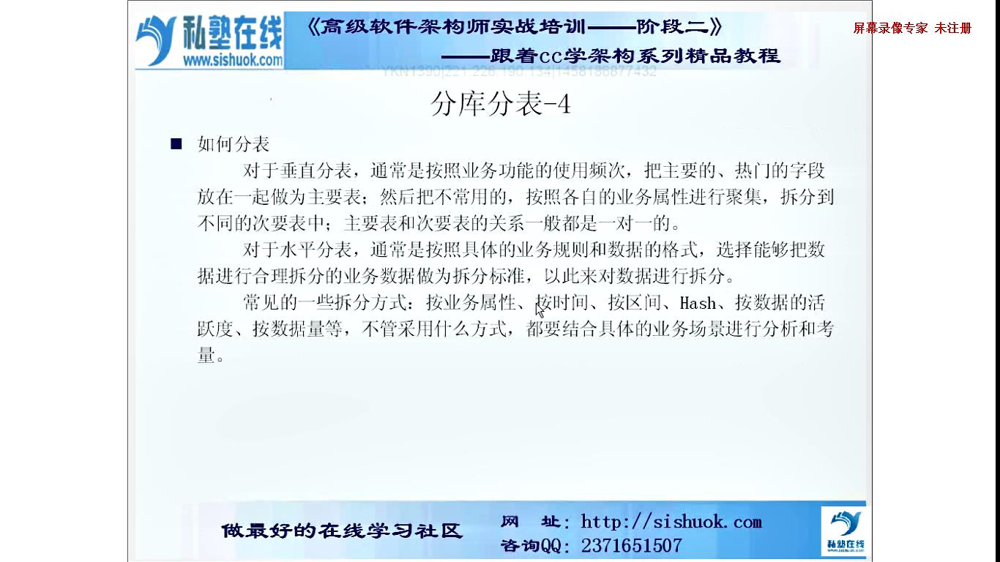 私塾在线
www.sishuok.com
《高级软件架构师实战培训——阶段二》
——跟着cc学架构系列精品教程
屏幕录像专家 未注册
YKN1390|221.226.190.134|1458186877432
分库分表-4
■ 如何分表
对于垂直分表，通常是按照业务功能的使用频次，把主要的、热门的字段
放在一起做为主要表；然后把不常用的，按照各自的业务属性进行聚集，拆分到
不同的次要表中；主要表和次要表的关系一般都是一对一的。
对于水平分表，通常是按照具体的业务规则和数据的格式，选择能够把数
据进行合理拆分的业务数据做为拆分标准，以此来对数据进行拆分。
常见的一些拆分方式：按业务属性、按时间、按区间、Hash、按数据的活
跃度、按数据量等，不管采用什么方式，都要结合具体的业务场景进行分析和考
量。
做最好的在线学习社区
网 址：http://sishuok.com
咨询QQ：2371651507
私塾在线
www.sishuok.com